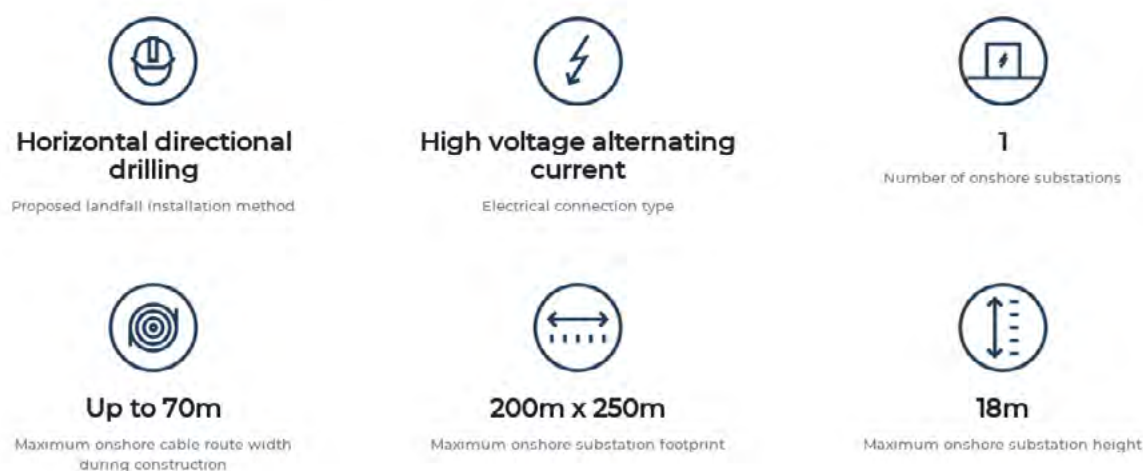 Horizontal directional
drilling
Proposed landfall installation method
High voltage alternating
current
Electrical connection type
1
Number of onshore substations
Up to 70m
Maximum onshore cable route width
during construction
200m x 250m
Maximum onshore substation footprint
18m
Maximum onshore substation height